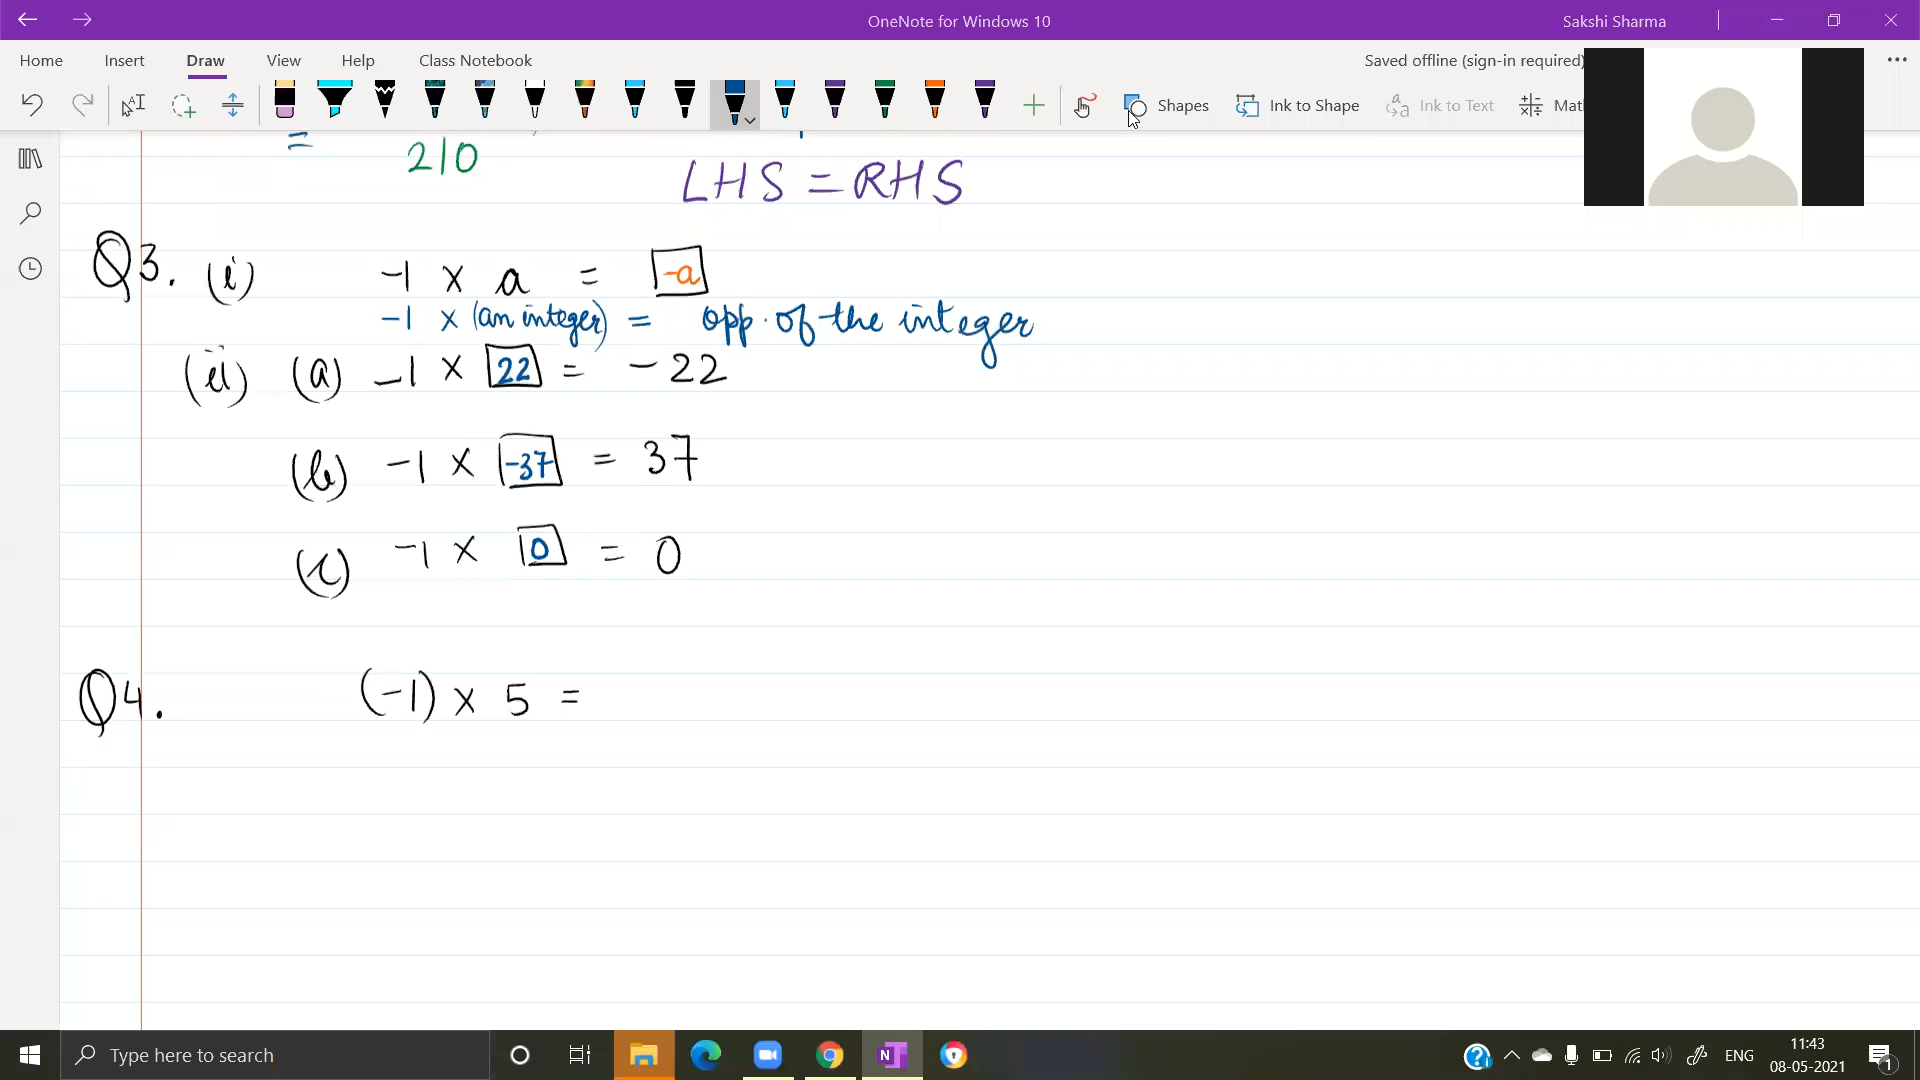 OneNote for Windows 10
Sakshi Sharma
Home Insert Draw View Help Class Notebook
Saved offline (sign-in required)
Shapes Ink to Shape Ink to Text Mat
=
210
LHS = RHS
Q3. (i) -1 × a = -a
-1 × (an integer) = opp. of the integer
(ii) (a) -1 × 22 = -22
(b) -1 × -37 = 37
(c) -1 × 0 = 0
Q4. (-1) × 5 =
Type here to search
ENG
11:43
08-05-2021
1